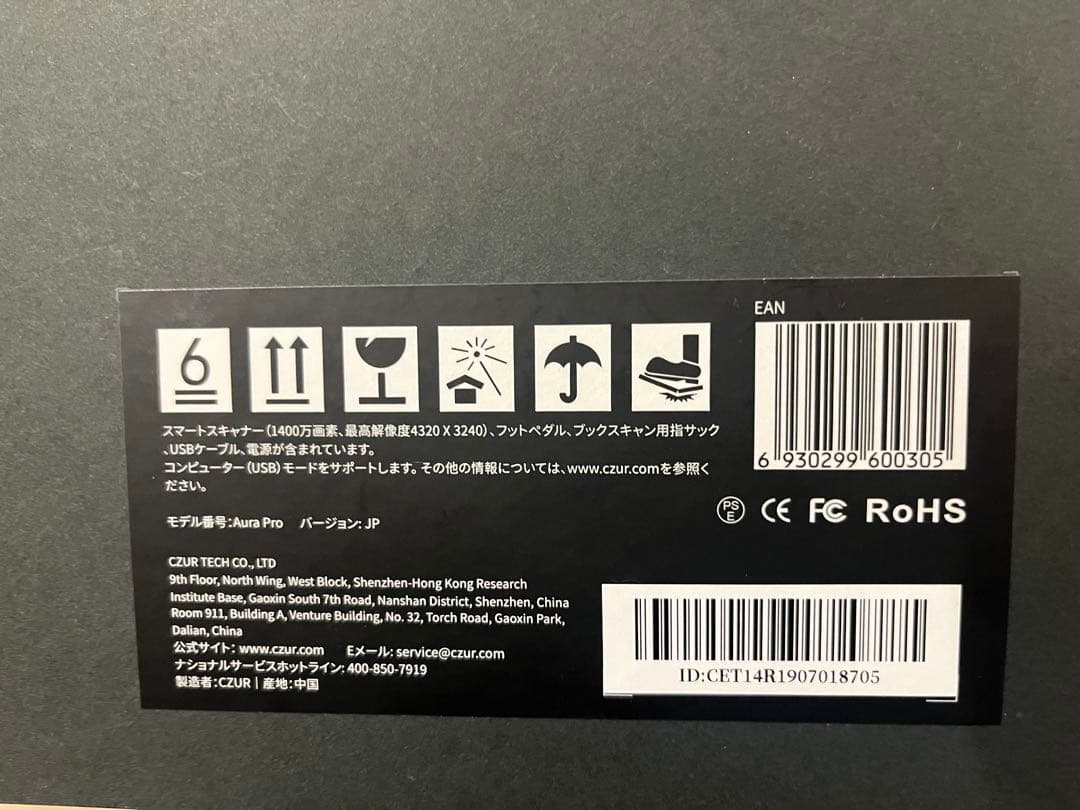 6
スマートスキャナー(1400万画素、最高解像度4320 X 3240)、フットペダル、ブックスキャン用指サック
、USBケーブル、電源が含まれています。
コンピューター(USB)モードをサポートします。その他の情報については、www.czur.comを参照く
ださい。
モデル番号:Aura Pro バージョン: JP
CZUR TECH CO., LTD
9th Floor, North Wing, West Block, Shenzhen-Hong Kong Research
Institute Base, Gaoxin South 7th Road, Nanshan District, Shenzhen, China
Room 911, Building A, Venture Building, No. 32, Torch Road, Gaoxin Park,
Dalian, China
公式サイト: www.czur.com Eメール: service@czur.com
ナショナルサービスホットライン: 400-850-7919
製造者: CZUR | 産地:中国
EAN
6 930299 600305
PS E CE FC RoHS
ID:CET14R1907018705